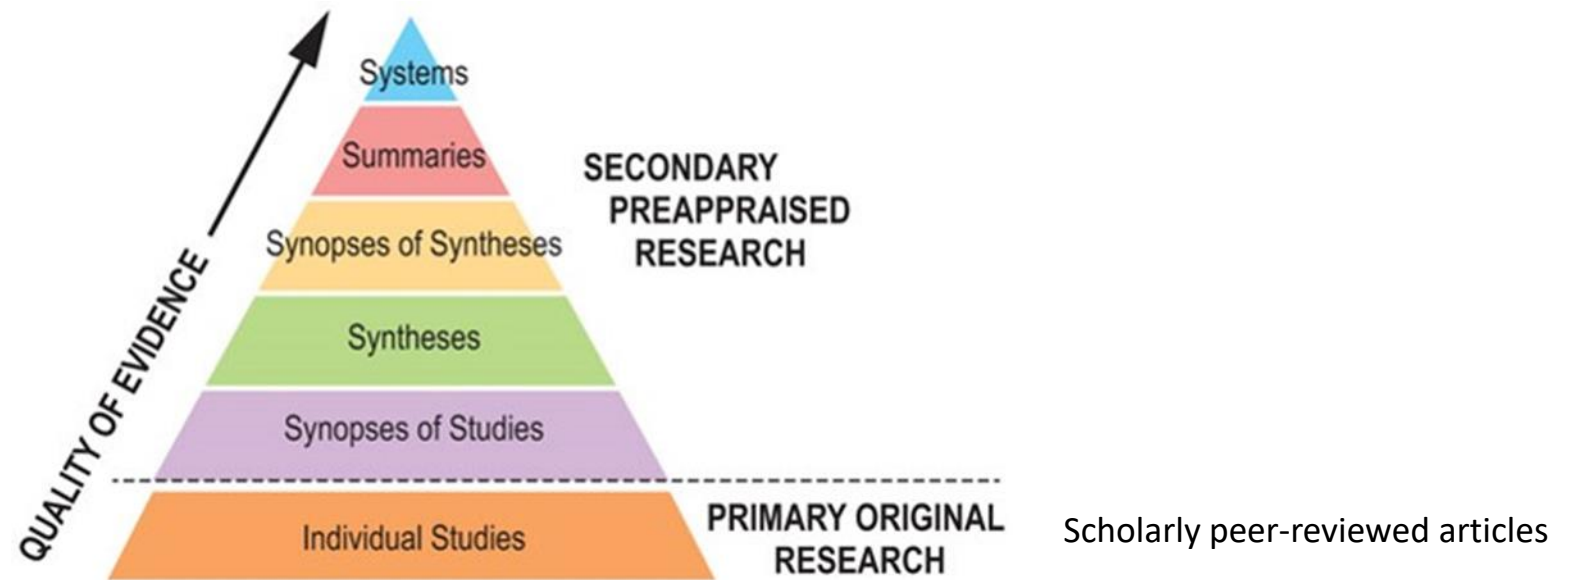 Systems
Summaries
SECONDARY
PREAPPRAISED
RESEARCH
Synopses of Syntheses
Syntheses
Synopses of Studies
QUALITY OF EVIDENCE
Individual Studies
PRIMARY ORIGINAL
RESEARCH
Scholarly peer-reviewed articles